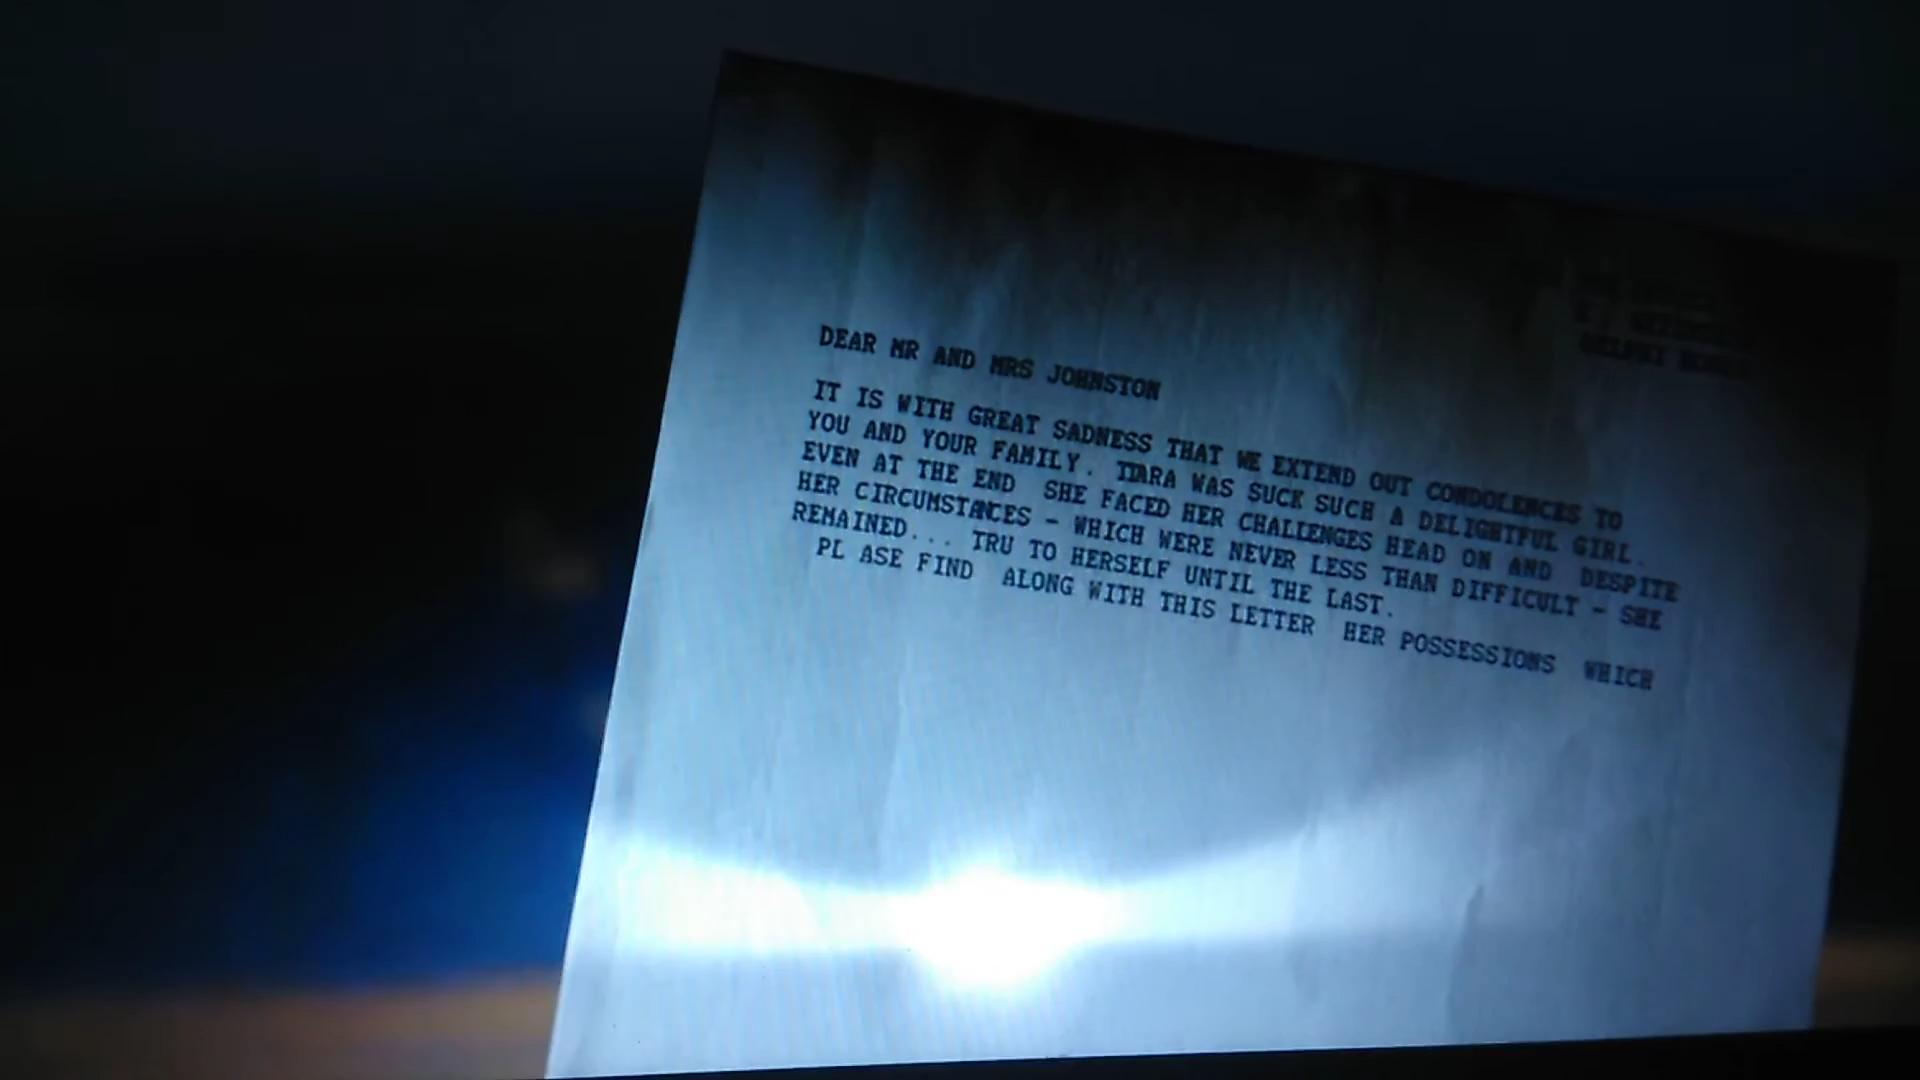 DEAR MR AND MRS JOHNSTON
IT IS WITH GREAT SADNESS THAT WE EXTEND OUT CONDOLENCES TO
YOU AND YOUR FAMILY. WAS SUCK SUCH A DELIGHTFUL GIRL.
EVEN AT THE END SHE FACED HER CHALLENGES HEAD ON AND DESPITE
HER CIRCUMSTANCES - WHICH WERE NEVER LESS THAN DIFFICULT - SHE
REMAINED... TRU TO HERSELF UNTIL THE LAST.
PL ASE FIND ALONG WITH THIS LETTER HER POSSESSIONS WHICH